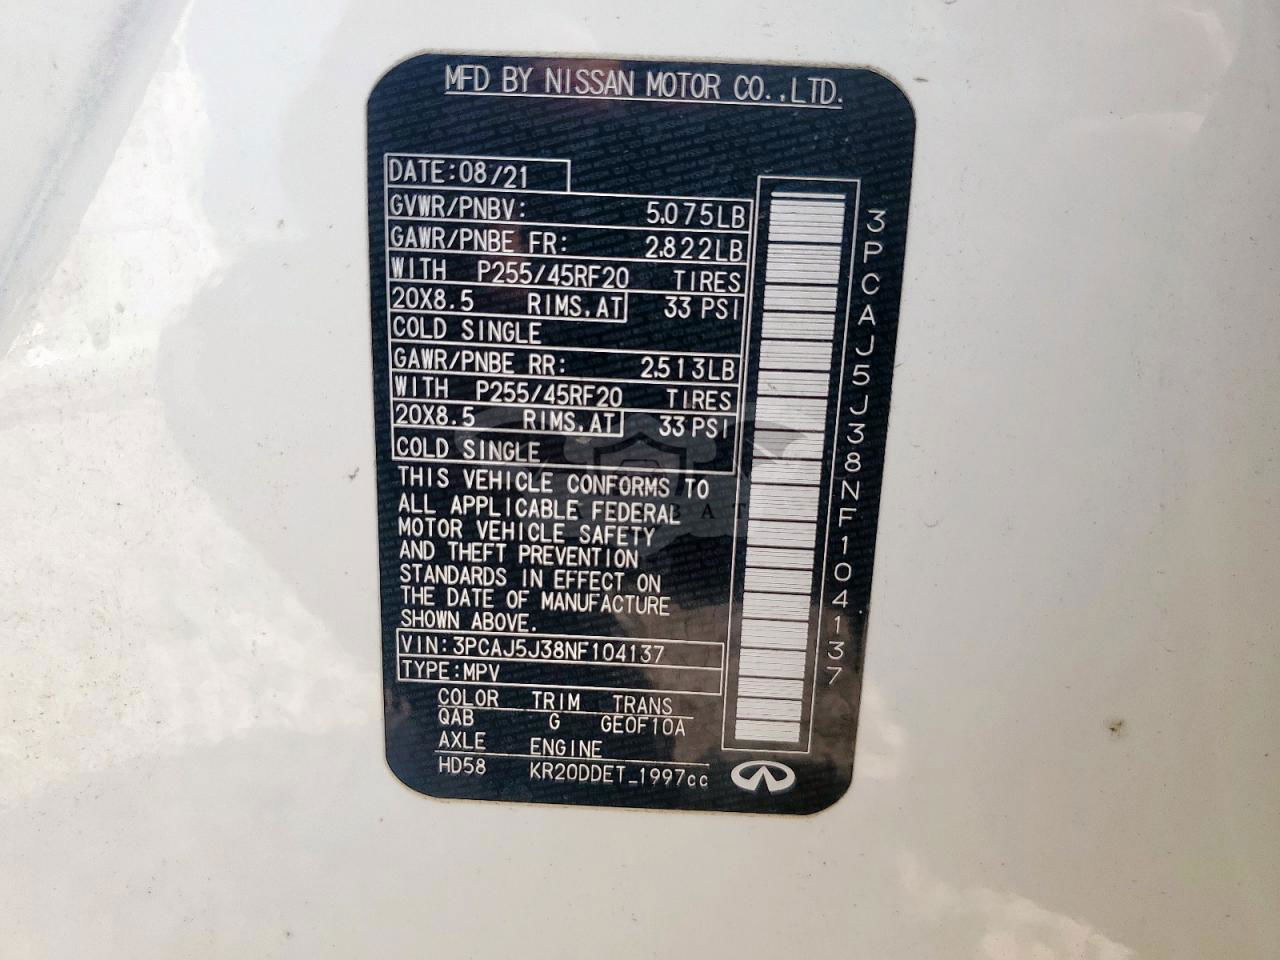 MFD BY NISSAN MOTOR CO.,LTD.
DATE:08/21
GVWR/PNBV: 5,075LB
GAWR/PNBE FR: 2,822LB
WITH P255/45RF20 TIRES
20X8.5 RIMS,AT 33 PSI
COLD SINGLE
GAWR/PNBE RR: 2,513LB
WITH P255/45RF20 TIRES
20X8.5 RIMS,AT 33 PSI
COLD SINGLE
THIS VEHICLE CONFORMS TO
ALL APPLICABLE FEDERAL
MOTOR VEHICLE SAFETY
AND THEFT PREVENTION
STANDARDS IN EFFECT ON
THE DATE OF MANUFACTURE
SHOWN ABOVE.
VIN:3PCAJ5J38NF104137
TYPE:MPV
COLOR TRIM TRANS
QAB G GE0F10A
AXLE ENGINE
HD58 KR20DDET_1997cc
3PCAJ5J38NF104137